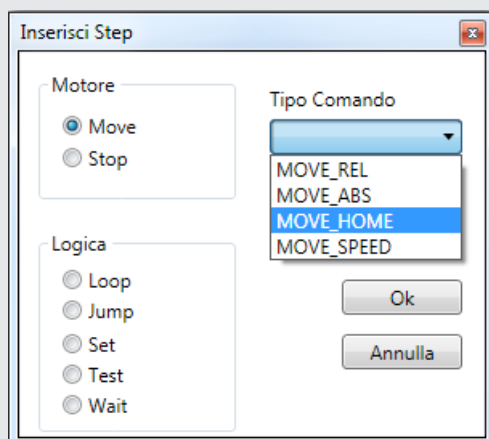 Inserisci Step
Motore
Move
Stop
Tipo Comando
MOVE_REL
MOVE_ABS
MOVE_HOME
MOVE_SPEED
Logica
Loop
Jump
Set
Test
Wait
Ok
Annulla